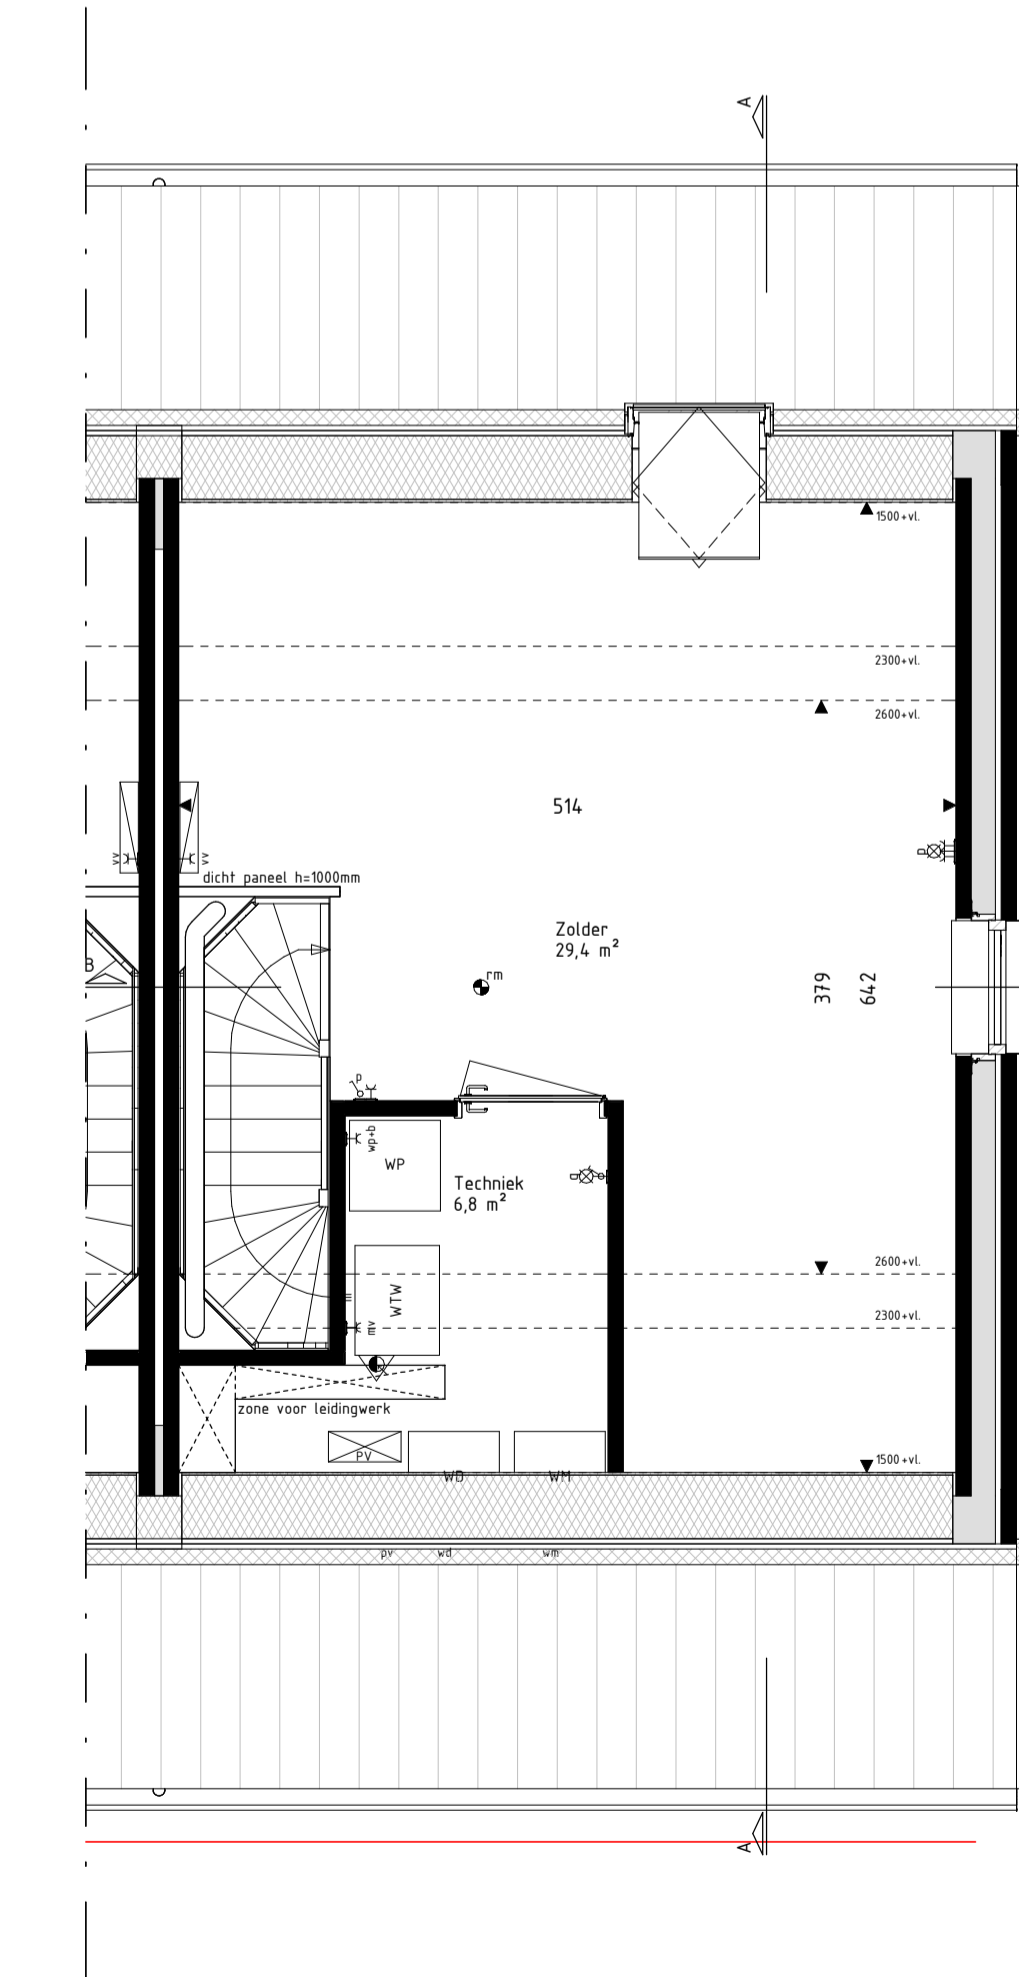 A
1500+vl.
2300+vl.
2600+vl.
514
vv
vv
dicht paneel h=1000mm
p
Zolder
29,4 m²
B
rm
379
642
p
wp+b
WP
Techniek
6,8 m²
2600+vl.
WTW
m
mv
2300+vl.
zone voor leidingwerk
PV
WD
WM
1500+vl.
pv
wd
wm
A